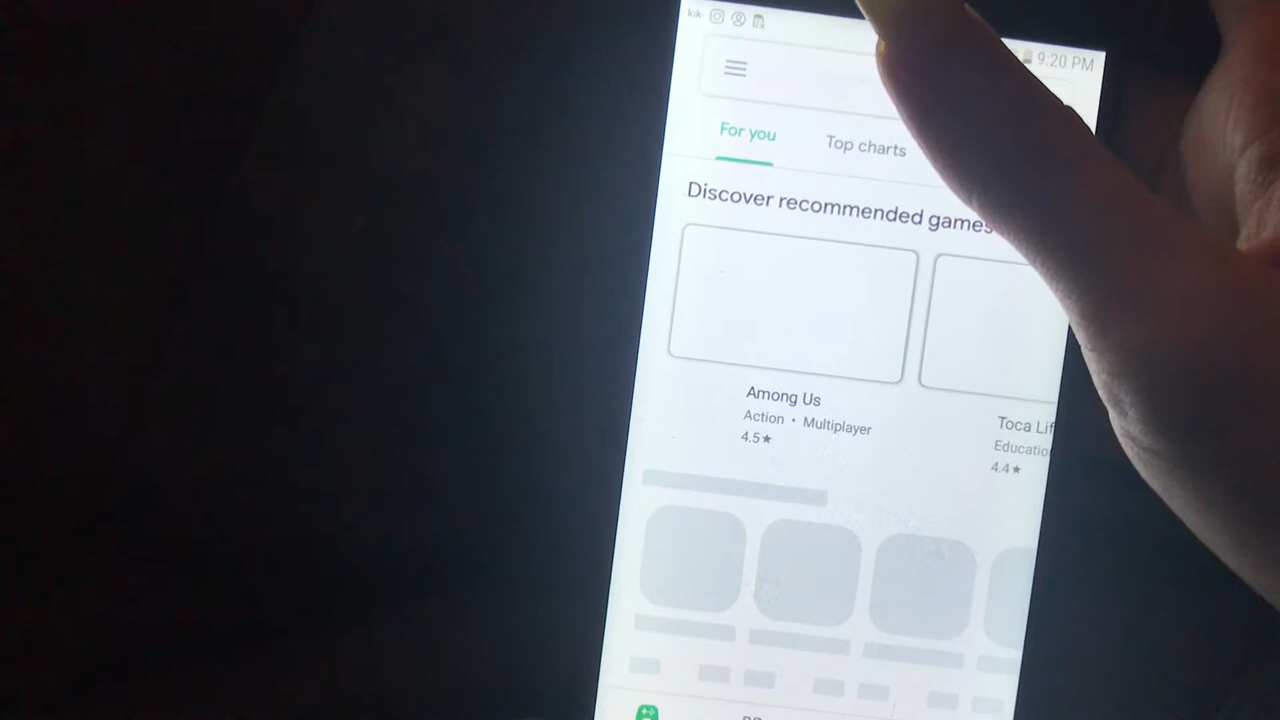 kik·
9:20 PM
For you
Top charts
Discover recommended games
Among Us
Action • Multiplayer
4.5★
Toca Lif
Educatio
4.4★